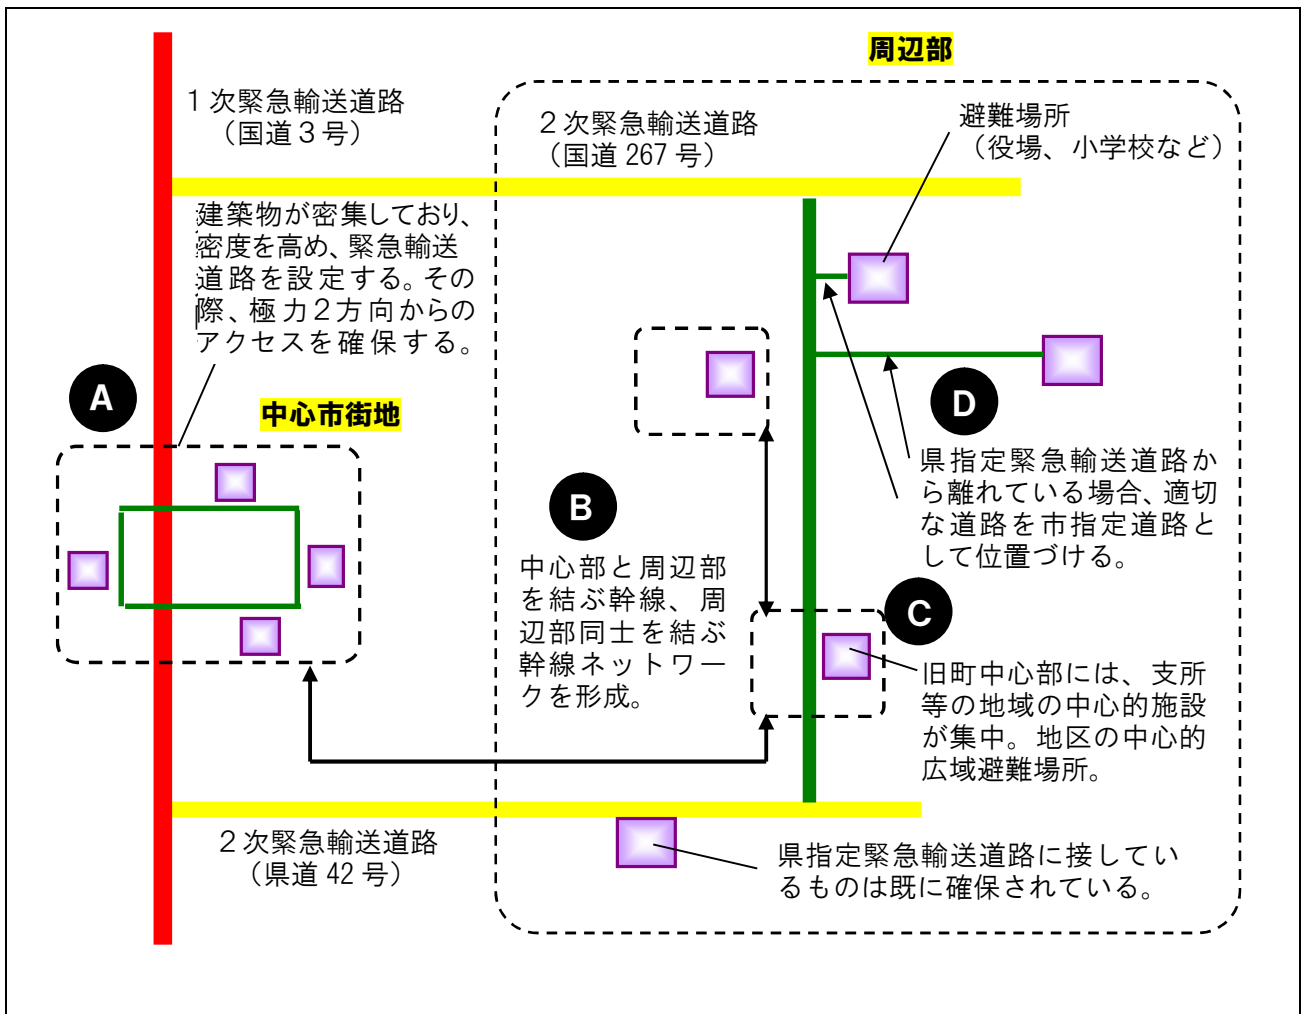 周辺部
１次緊急輸送道路
（国道３号）
２次緊急輸送道路
（国道 267 号）
避難場所
（役場、小学校など）
建築物が密集しており、
密度を高め、緊急輸送
道路を設定する。その
際、極力２方向からの
アクセスを確保する。
A
中心市街地
D
県指定緊急輸送道路か
ら離れている場合、適切
な道路を市指定道路と
して位置づける。
B
中心部と周辺部
を結ぶ幹線、周
辺部同士を結ぶ
幹線ネットワー
クを形成。
C
旧町中心部には、支所
等の地域の中心的施設
が集中。地区の中心的
広域避難場所。
２次緊急輸送道路
（県道 42 号）
県指定緊急輸送道路に接してい
るものは既に確保されている。